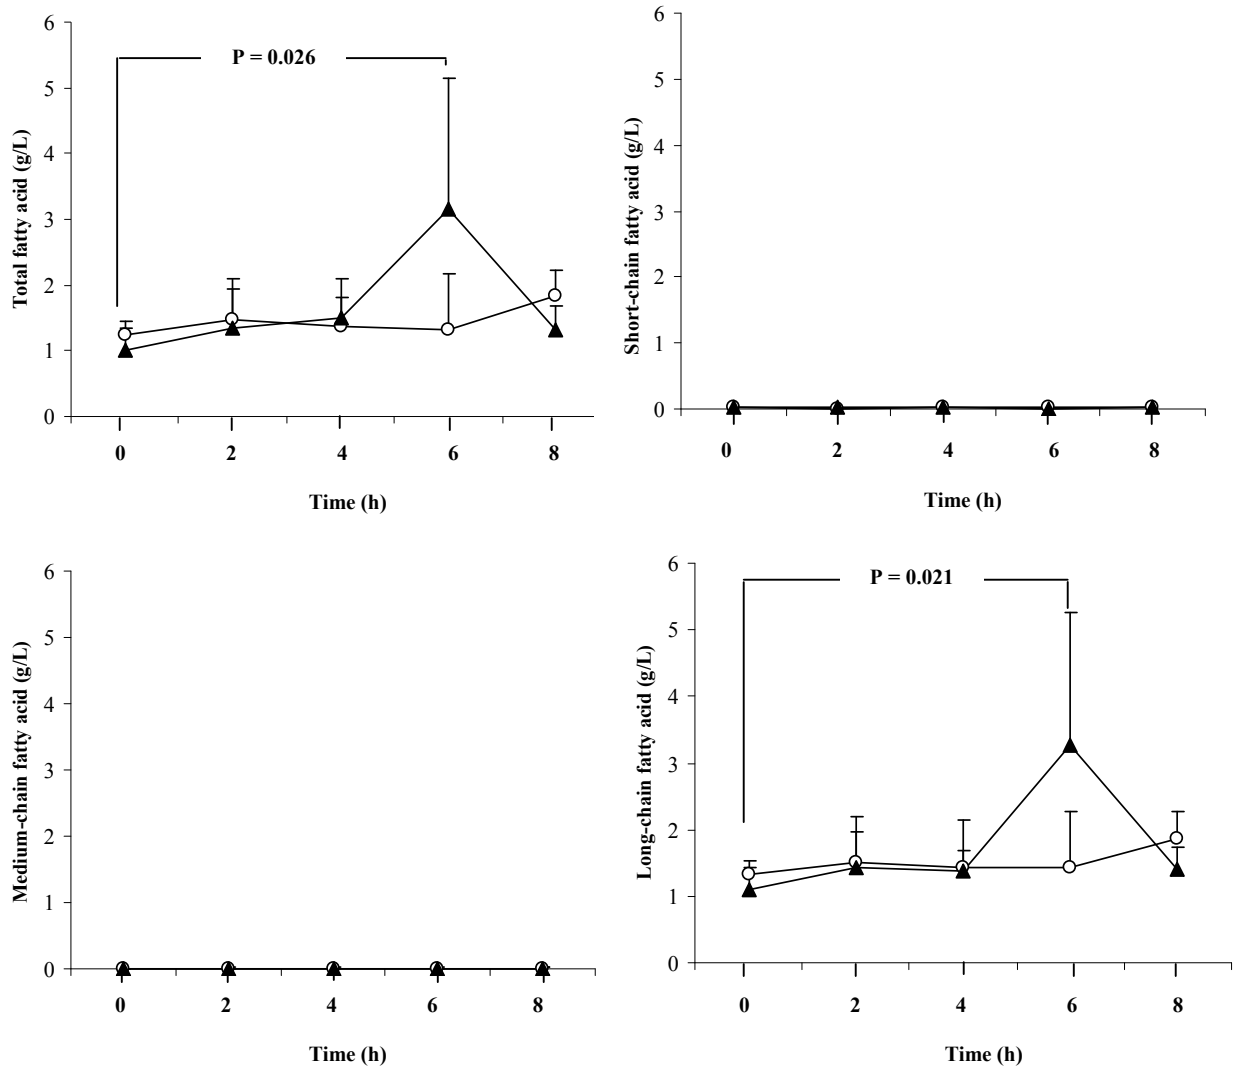 Total fatty acid (g/L)
6
5
4
3
2
1
0
P = 0.026
0 2 4 6 8
Time (h)
Short-chain fatty acid (g/L)
6
5
4
3
2
1
0
0 2 4 6 8
Time (h)
Medium-chain fatty acid (g/L)
6
5
4
3
2
1
0
0 2 4 6 8
Time (h)
Long-chain fatty acid (g/L)
6
5
4
3
2
1
0
P = 0.021
0 2 4 6 8
Time (h)